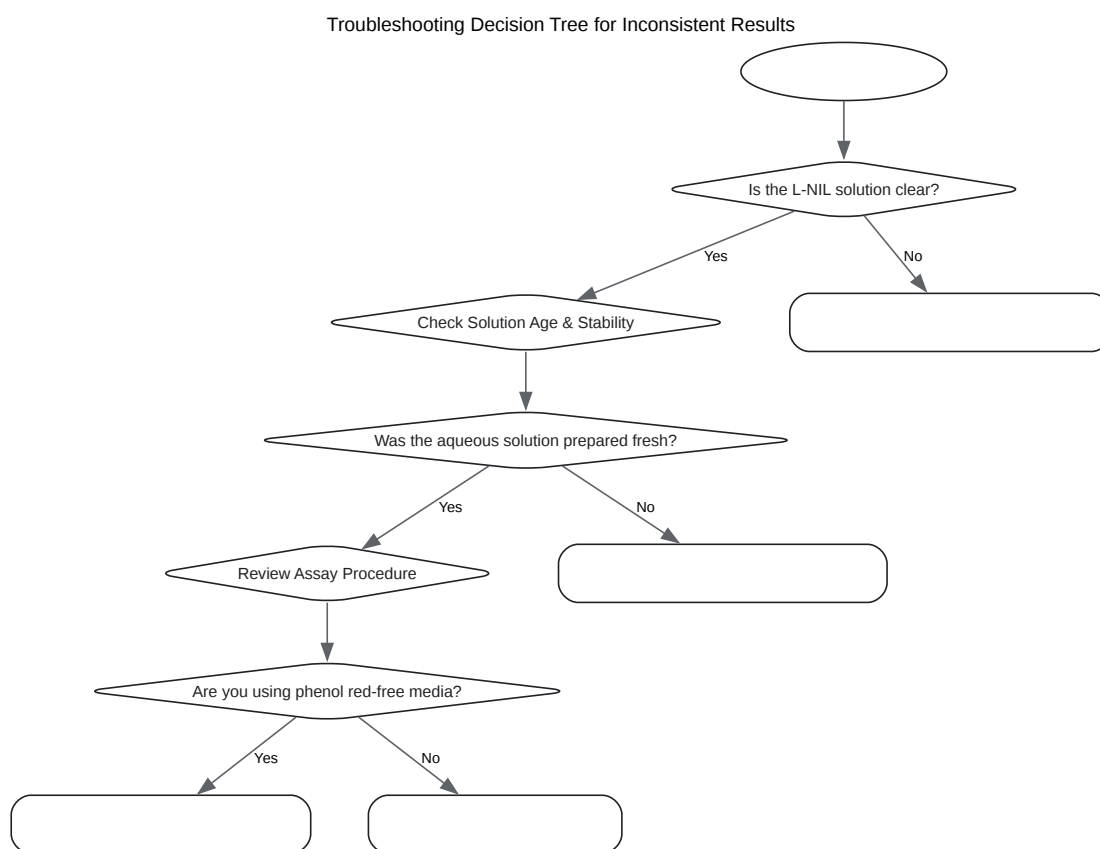 Troubleshooting Decision Tree for Inconsistent Results
Is the L-NIL solution clear?
Yes
No
Check Solution Age & Stability
Was the aqueous solution prepared fresh?
Yes
No
Review Assay Procedure
Are you using phenol red-free media?
Yes
No